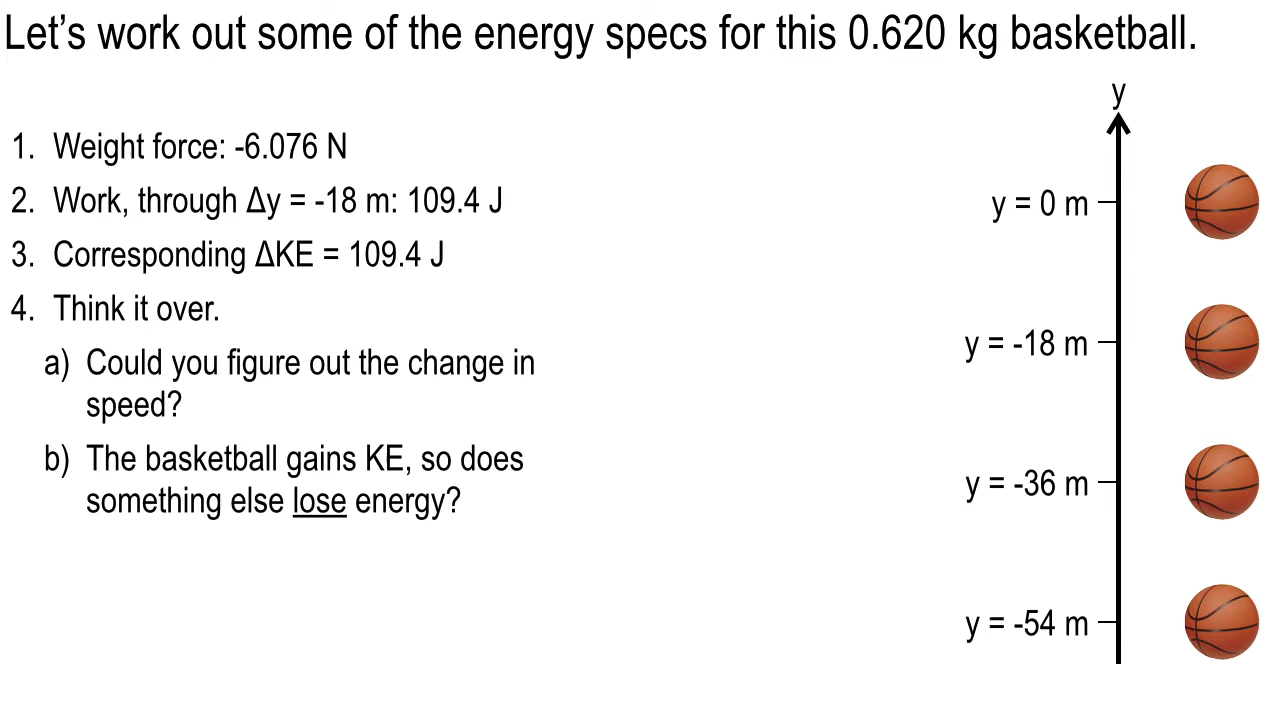 Let's work out some of the energy specs for this 0.620 kg basketball.
1. Weight force: -6.076 N
2. Work, through Δy = -18 m: 109.4 J
3. Corresponding ΔKE = 109.4 J
4. Think it over.
a) Could you figure out the change in
speed?
b) The basketball gains KE, so does
something else lose energy?
y
y = 0 m
y = -18 m
y = -36 m
y = -54 m